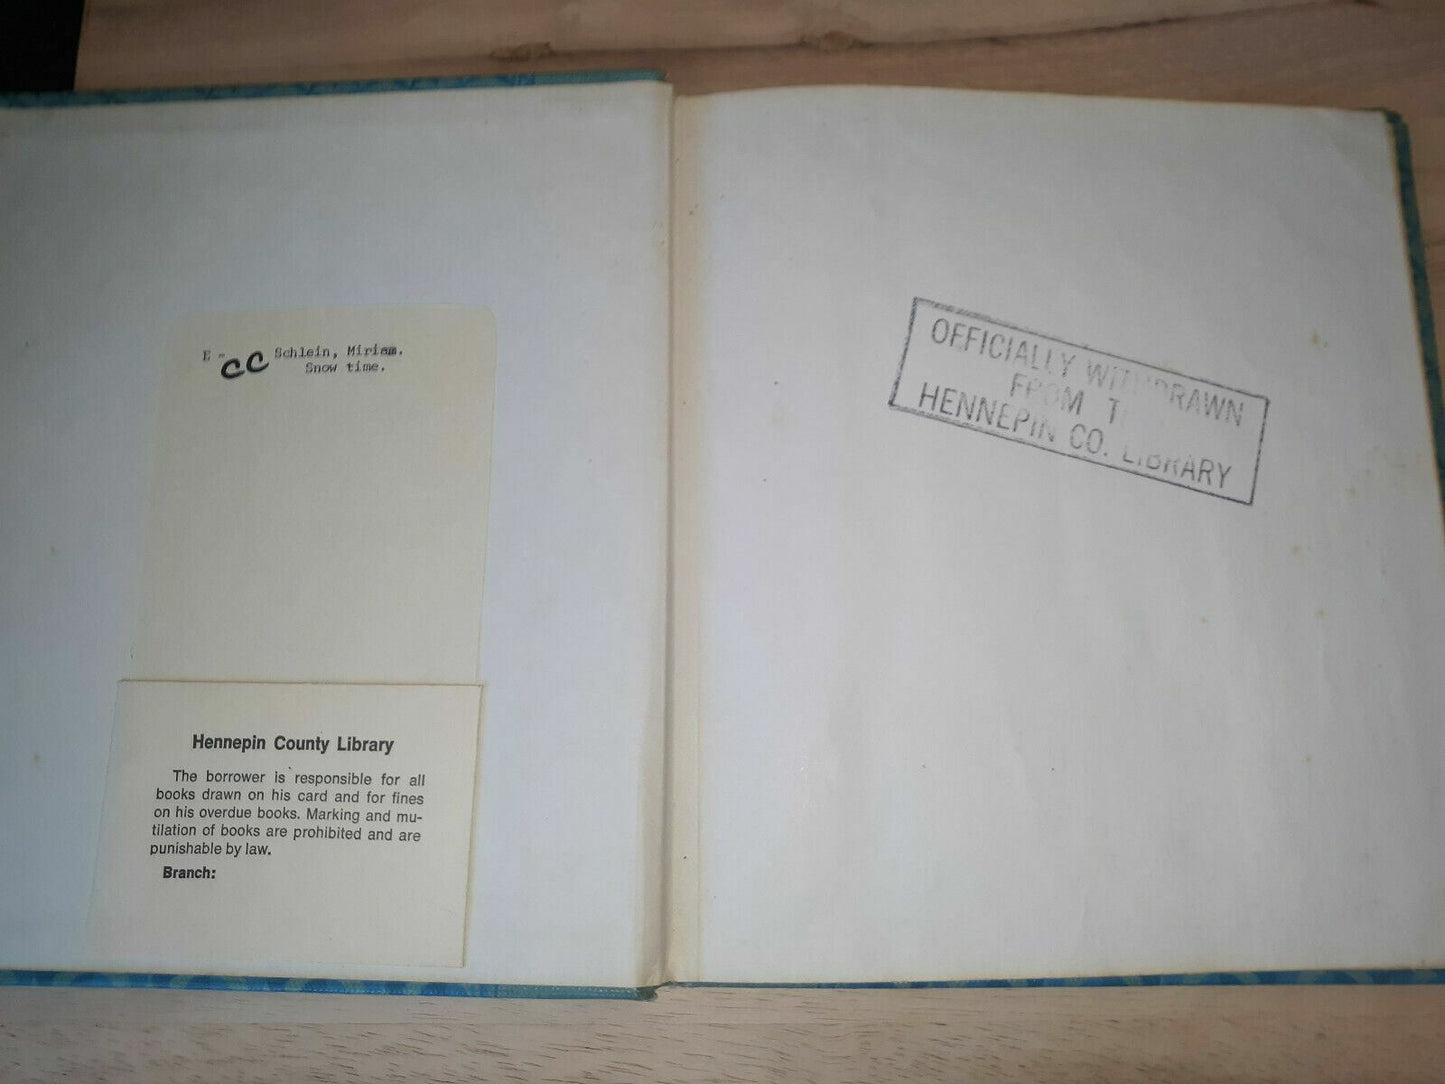 E - Schlein, Miriam.
CC Snow time.
Hennepin County Library
The borrower is responsible for all
books drawn on his card and for fines
on his overdue books. Marking and mu-
tilation of books are prohibited and are
punishable by law.
Branch:
OFFICIALLY WITHDRAWN
FROM
HENNEPIN CO. LIBRARY